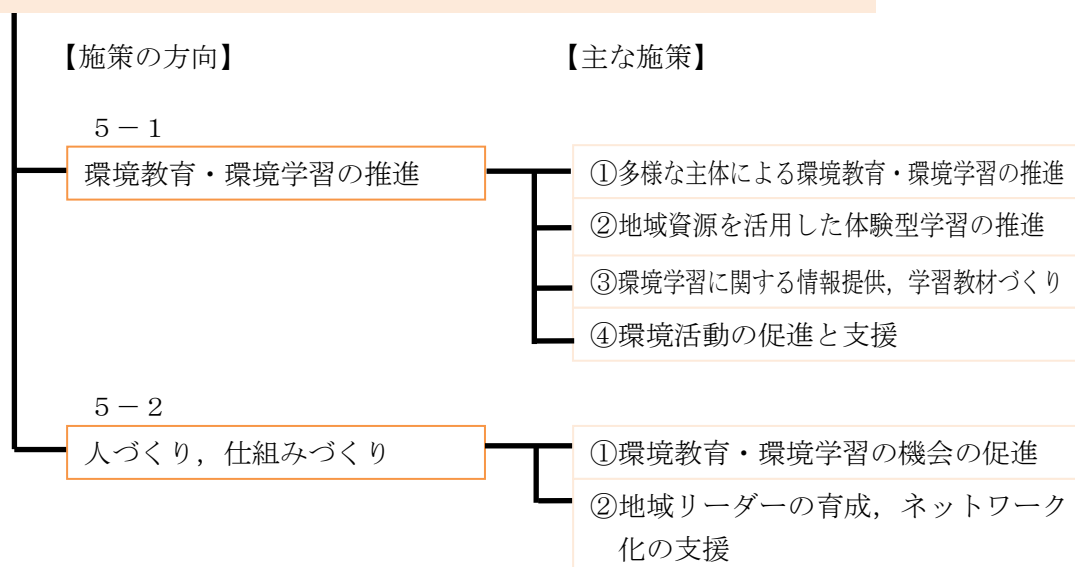 【施策の方向】
【主な施策】
5－1
環境教育・環境学習の推進
①多様な主体による環境教育・環境学習の推進
②地域資源を活用した体験型学習の推進
③環境学習に関する情報提供，学習教材づくり
④環境活動の促進と支援
5－2
人づくり，仕組みづくり
①環境教育・環境学習の機会の促進
②地域リーダーの育成，ネットワーク
化の支援